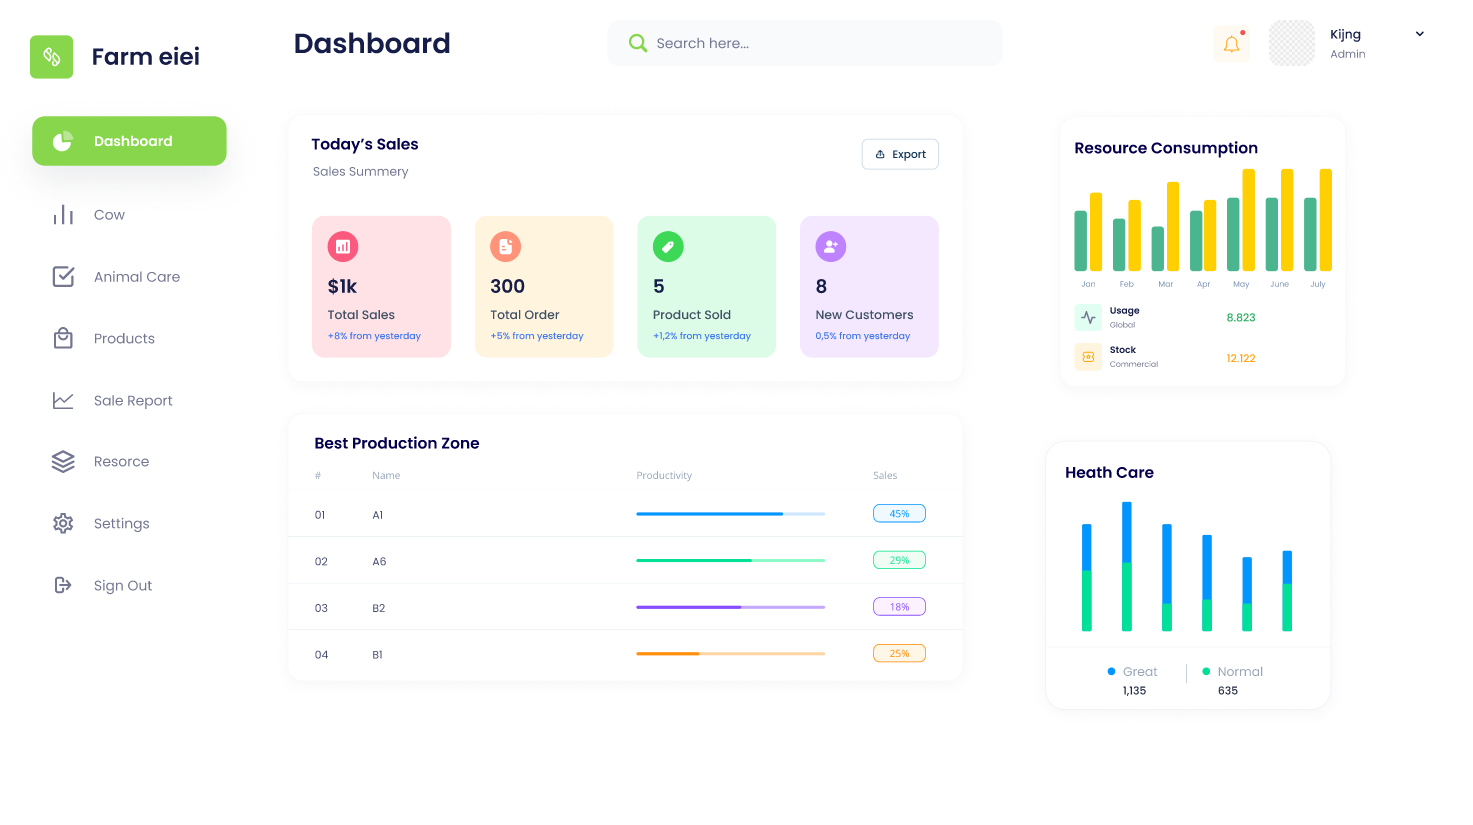 Farm eiei
Dashboard
Search here...
Kijng
Admin
Dashboard
Cow
Animal Care
Products
Sale Report
Resorce
Settings
Sign Out
Today's Sales
Sales Summery
Export
$1k
Total Sales
+8% from yesterday
300
Total Order
+5% from yesterday
5
Product Sold
+1,2% from yesterday
8
New Customers
0,5% from yesterday
Resource Consumption
Jan Feb Mar Apr May June July
Usage
Global
8.823
Stock
Commercial
12.122
Best Production Zone
# Name Productivity Sales
01 A1 45%
02 A6 29%
03 B2 18%
04 B1 25%
Heath Care
Great
1,135
Normal
635